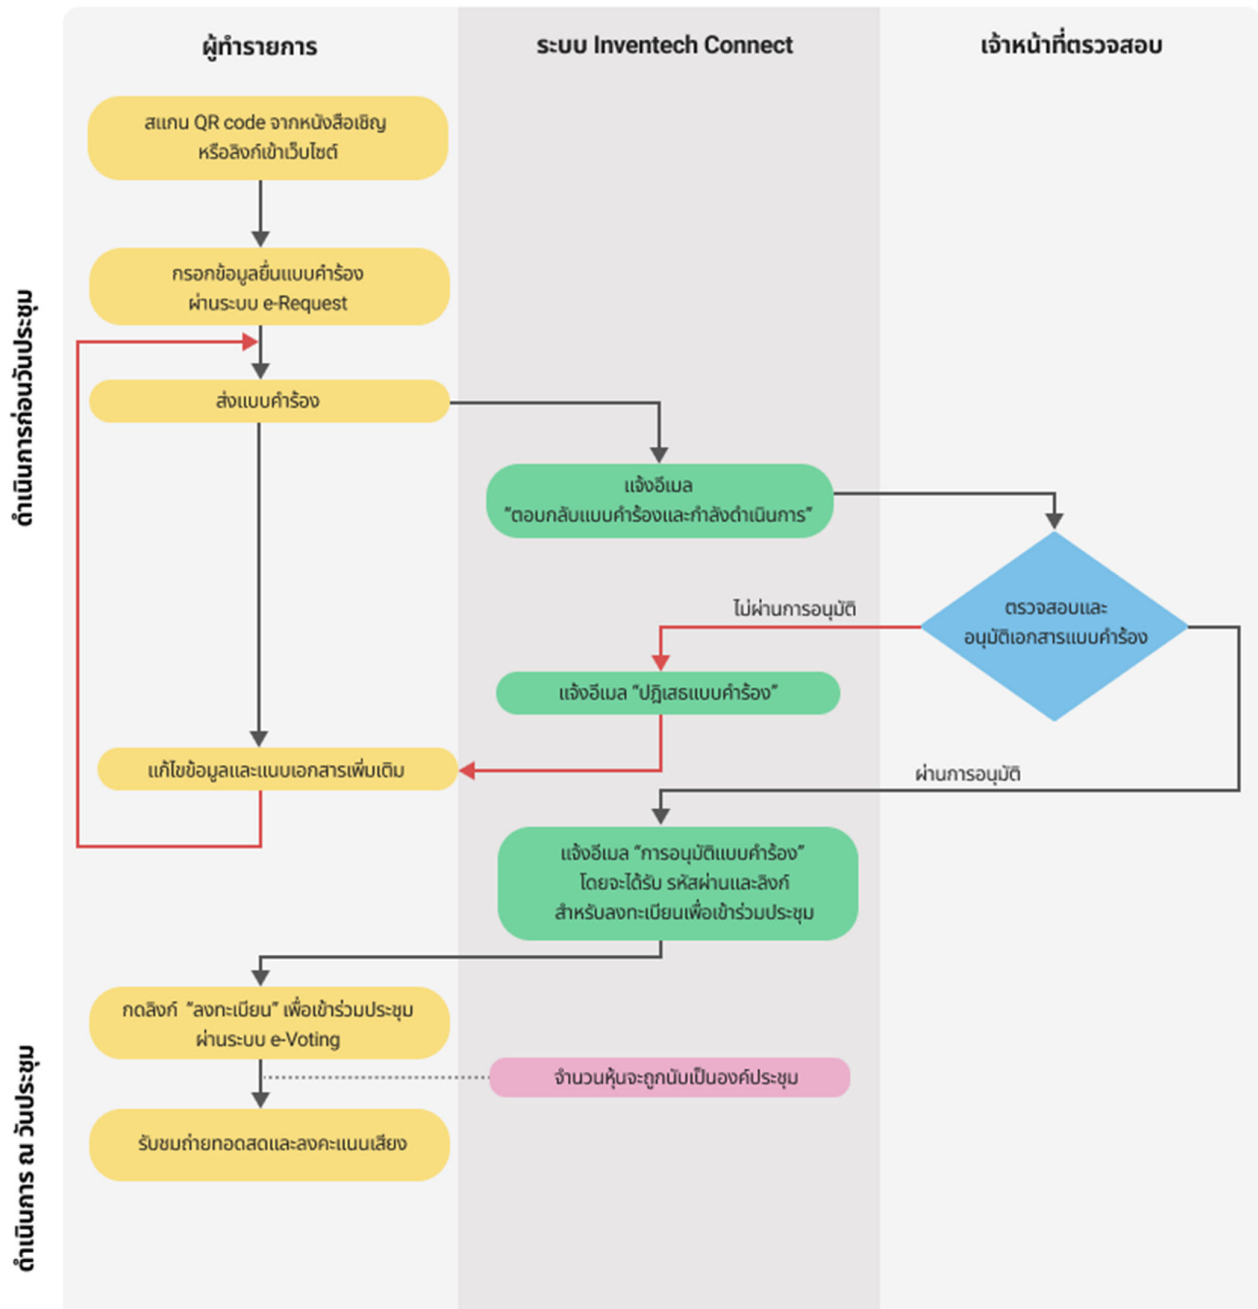 ผู้ทำรายการ
ระบบ Inventech Connect
เจ้าหน้าที่ตรวจสอบ
ดำเนินการก่อนวันประชุม
สแกน QR code จากหนังสือเชิญ
หรือลิงก์เข้าเว็บไซต์
กรอกข้อมูลยื่นแบบคำร้อง
ผ่านระบบ e-Request
ส่งแบบคำร้อง
แจ้งอีเมล
“ตอบกลับแบบคำร้องและกำลังดำเนินการ”
ตรวจสอบและ
อนุมัติเอกสารแบบคำร้อง
ไม่ผ่านการอนุมัติ
แจ้งอีเมล “ปฏิเสธแบบคำร้อง”
แก้ไขข้อมูลและแนบเอกสารเพิ่มเติม
ผ่านการอนุมัติ
แจ้งอีเมล “การอนุมัติแบบคำร้อง”
โดยจะได้รับ รหัสผ่านและลิงก์
สำหรับลงทะเบียนเพื่อเข้าร่วมประชุม
ดำเนินการ ณ วันประชุม
กดลิงก์ “ลงทะเบียน” เพื่อเข้าร่วมประชุม
ผ่านระบบ e-Voting
จำนวนหุ้นจะถูกนับเป็นองค์ประชุม
รับชมถ่ายทอดสดและลงคะแนนเสียง